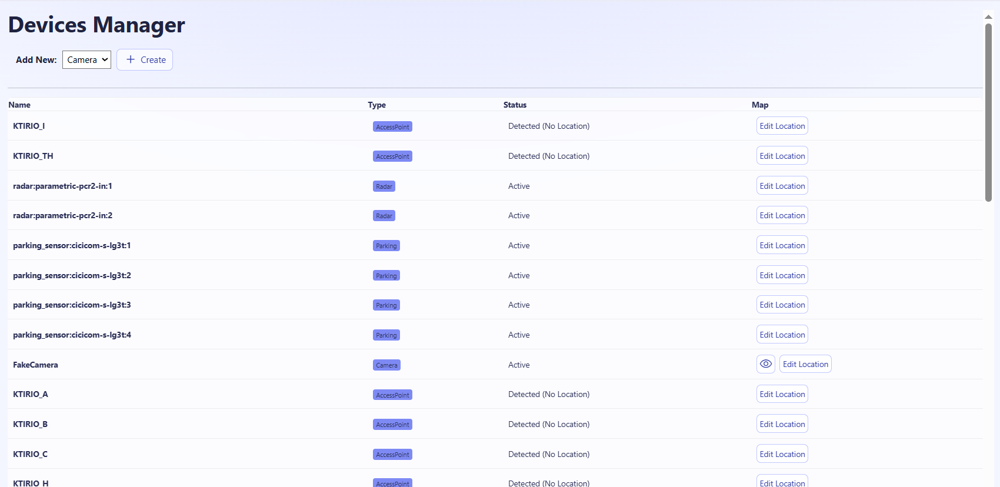 Devices Manager
Add New: Camera Create
Name Type Status Map
KTIRIO_I AccessPoint Detected (No Location) Edit Location
KTIRIO_TH AccessPoint Detected (No Location) Edit Location
radar:parametric-pcr2-in:1 Radar Active Edit Location
radar:parametric-pcr2-in:2 Radar Active Edit Location
parking_sensor:cicicom-s-lg3t:1 Parking Active Edit Location
parking_sensor:cicicom-s-lg3t:2 Parking Active Edit Location
parking_sensor:cicicom-s-lg3t:3 Parking Active Edit Location
parking_sensor:cicicom-s-lg3t:4 Parking Active Edit Location
FakeCamera Camera Active Edit Location
KTIRIO_A AccessPoint Detected (No Location) Edit Location
KTIRIO_B AccessPoint Detected (No Location) Edit Location
KTIRIO_C AccessPoint Detected (No Location) Edit Location
KTIRIO_H AccessPoint Detected (No Location) Edit Location